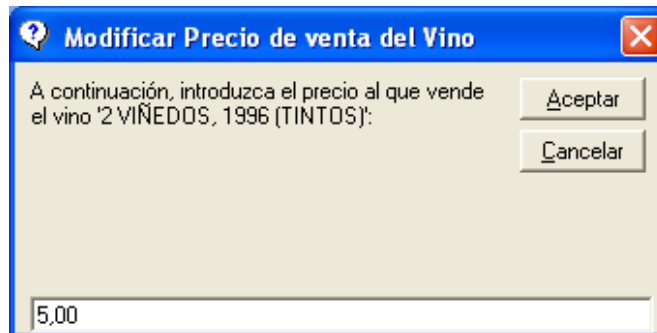 Modificar Precio de venta del Vino
A continuación, introduzca el precio al que vende
el vino '2 VIÑEDOS, 1996 (TINTOS)':
Aceptar
Cancelar
5,00